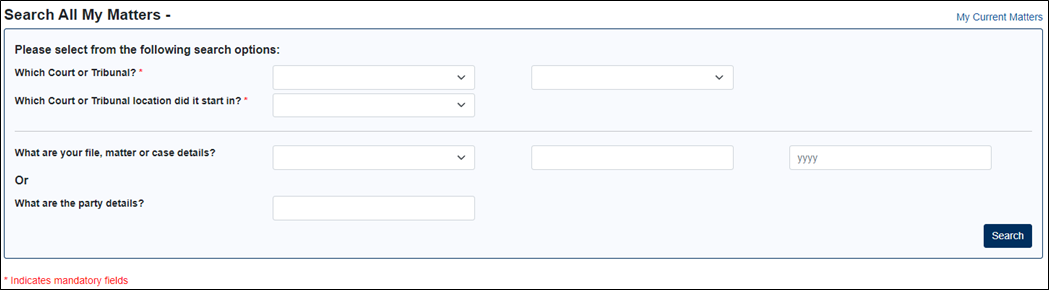 Search All My Matters -
My Current Matters
Please select from the following search options:
Which Court or Tribunal? *
Which Court or Tribunal location did it start in? *
What are your file, matter or case details?
yyyy
Or
What are the party details?
Search
* Indicates mandatory fields